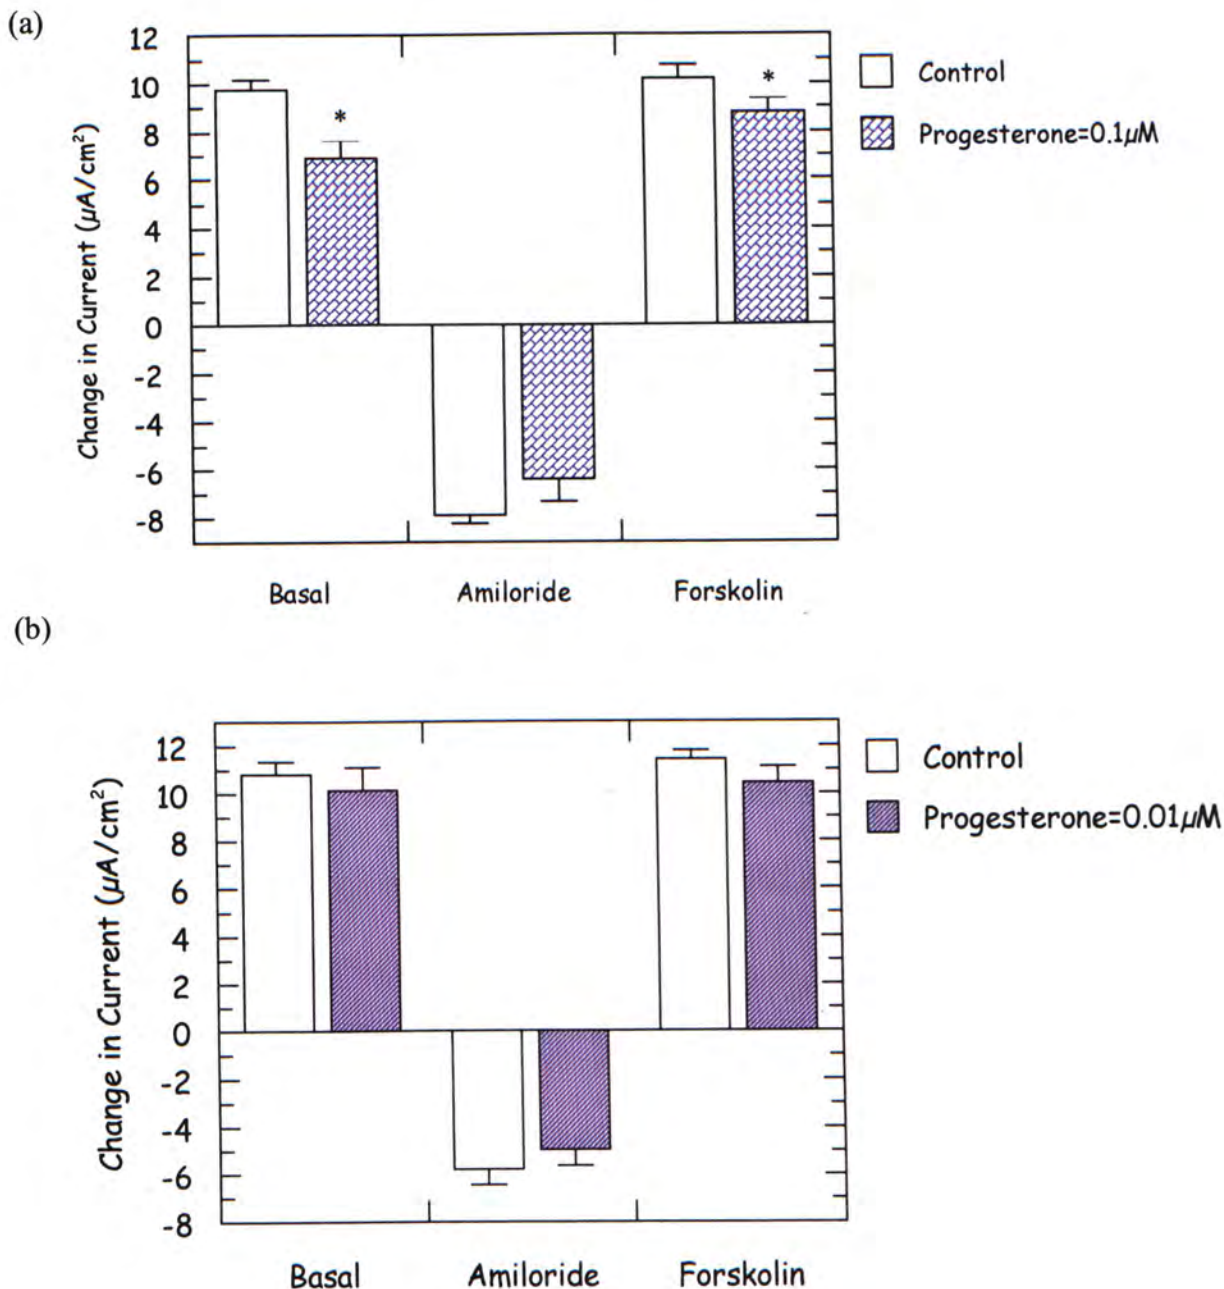 (a)
Change in Current (µA/cm²)
12
10
8
6
4
2
0
-2
-4
-6
-8
*
*
Basal
Amiloride
Forskolin
Control
Progesterone=0.1µM
(b)
Change in Current (µA/cm²)
12
10
8
6
4
2
0
-2
-4
-6
-8
Basal
Amiloride
Forskolin
Control
Progesterone=0.01µM